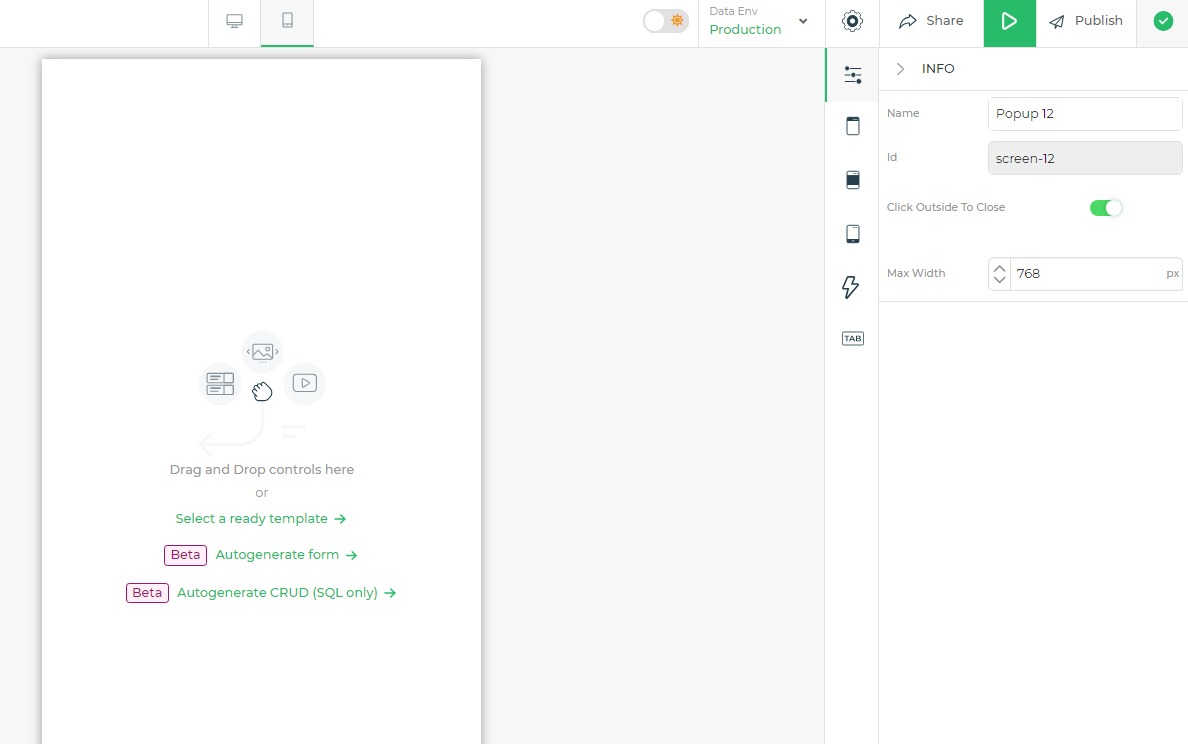 Data Env
Production
Share
Publish
INFO
Name
Popup 12
Id
screen-12
Click Outside To Close
Max Width
768
px
TAB
Drag and Drop controls here
or
Select a ready template →
Beta Autogenerate form →
Beta Autogenerate CRUD (SQL only) →